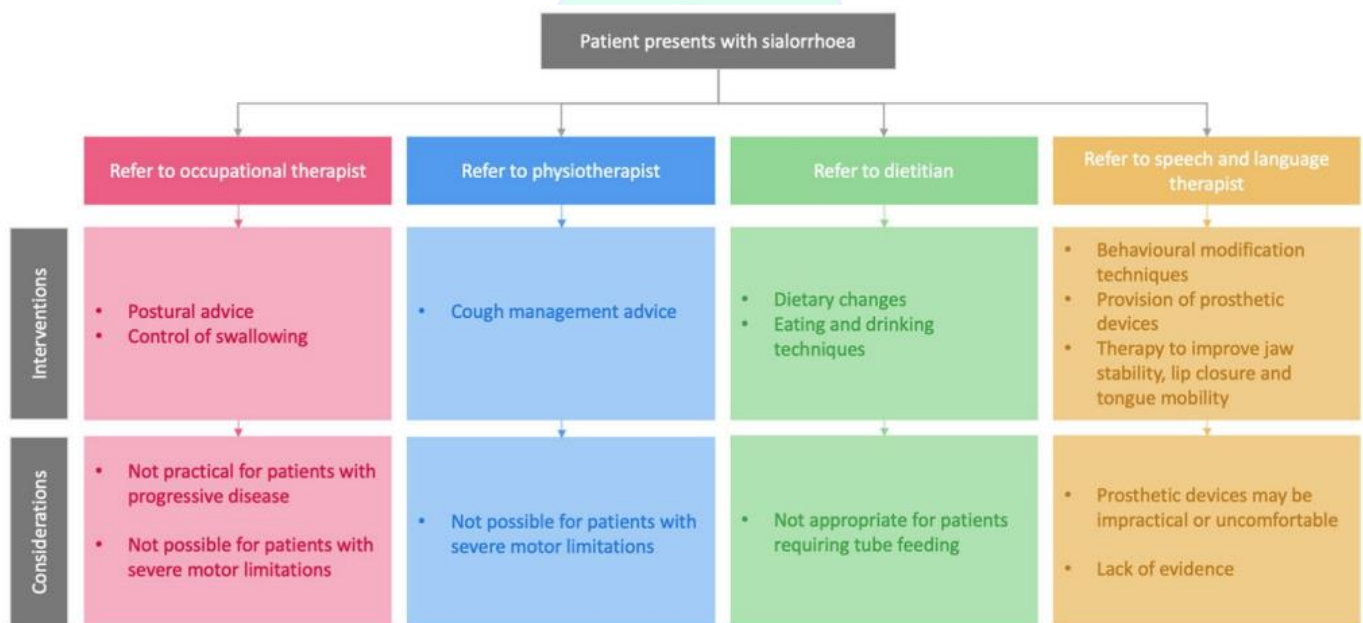 Patient presents with sialorrhoea
Refer to occupational therapist
Refer to physiotherapist
Refer to dietitian
Refer to speech and language
therapist
Interventions
• Postural advice
• Control of swallowing
• Cough management advice
• Dietary changes
• Eating and drinking
techniques
• Behavioural modification
techniques
• Provision of prosthetic
devices
• Therapy to improve jaw
stability, lip closure and
tongue mobility
Considerations
• Not practical for patients with
progressive disease
• Not possible for patients with
severe motor limitations
• Not possible for patients with
severe motor limitations
• Not appropriate for patients
requiring tube feeding
• Prosthetic devices may be
impractical or uncomfortable
• Lack of evidence